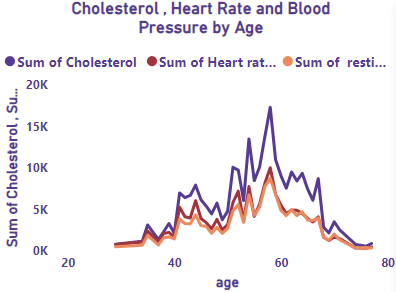 Cholesterol , Heart Rate and Blood
Pressure by Age
Sum of Cholesterol Sum of Heart rat... Sum of resti...
Sum of Cholesterol , Su...
20K
15K
10K
5K
0K
20 40 60 80
age